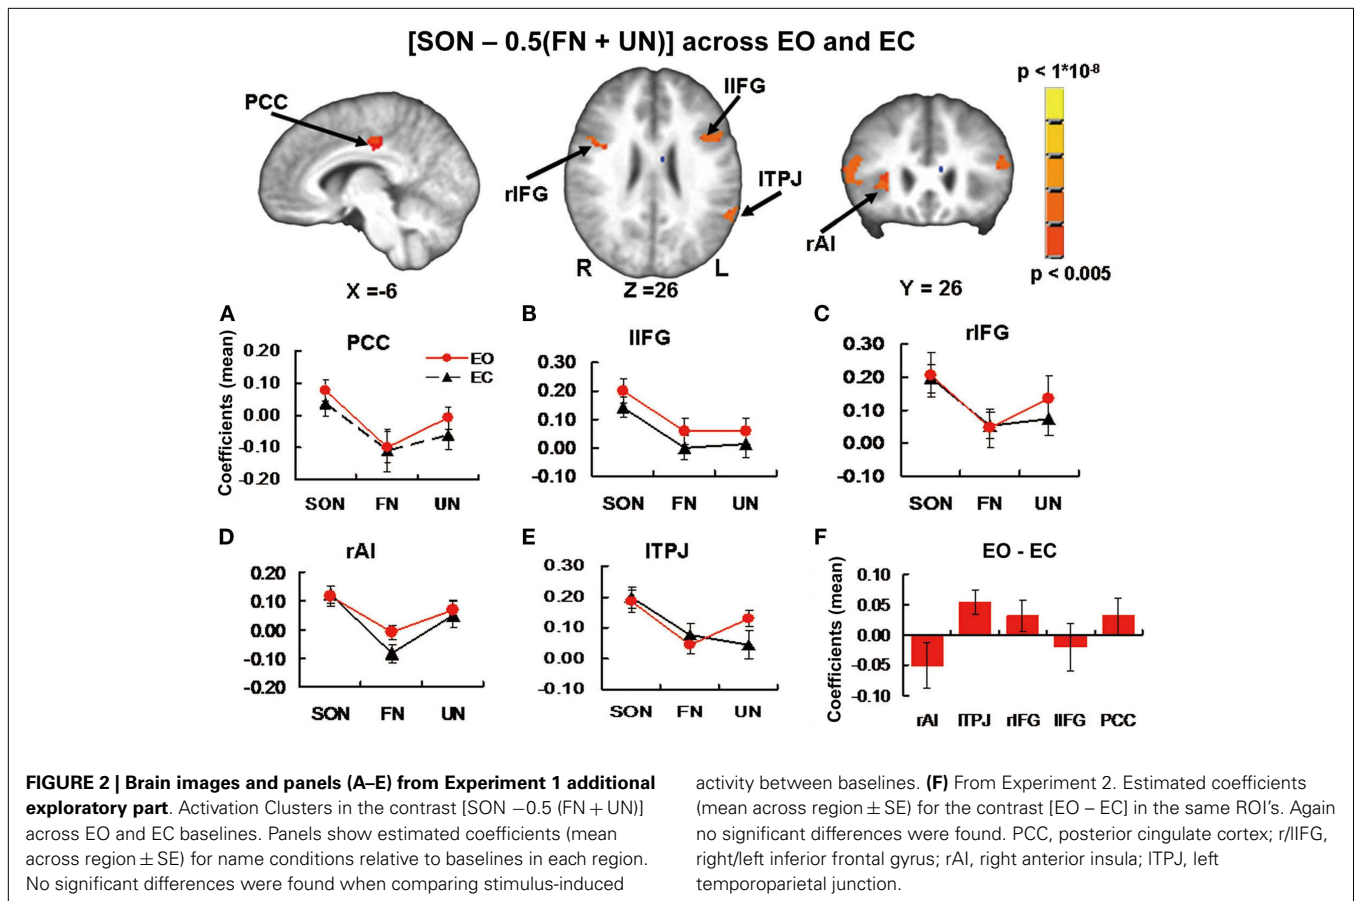 [SON – 0.5(FN + UN)] across EO and EC
PCC
lIFG
rIFG
lTPJ
rAI
p < 1*10-8
p < 0.005
R
L
X =-6
Z =26
Y = 26
A
PCC
Coefficients (mean)
0.20
0.10
0.00
-0.10
-0.20
EO
EC
SON
FN
UN
B
lIFG
0.30
0.20
0.10
0.00
-0.10
SON
FN
UN
C
rIFG
0.30
0.20
0.10
0.00
-0.10
SON
FN
UN
D
rAI
0.20
0.10
0.00
-0.10
-0.20
SON
FN
UN
E
lTPJ
0.30
0.20
0.10
0.00
-0.10
SON
FN
UN
F
EO - EC
Coefficients (mean)
0.10
0.05
0.00
-0.05
-0.10
rAI
lTPJ
rIFG
lIFG
PCC
FIGURE 2 | Brain images and panels (A–E) from Experiment 1 additional
exploratory part. Activation Clusters in the contrast [SON −0.5 (FN + UN)]
across EO and EC baselines. Panels show estimated coefficients (mean
across region ± SE) for name conditions relative to baselines in each region.
No significant differences were found when comparing stimulus-induced
activity between baselines. (F) From Experiment 2. Estimated coefficients
(mean across region ± SE) for the contrast [EO – EC] in the same ROI's. Again
no significant differences were found. PCC, posterior cingulate cortex; r/lIFG,
right/left inferior frontal gyrus; rAI, right anterior insula; lTPJ, left
temporoparietal junction.